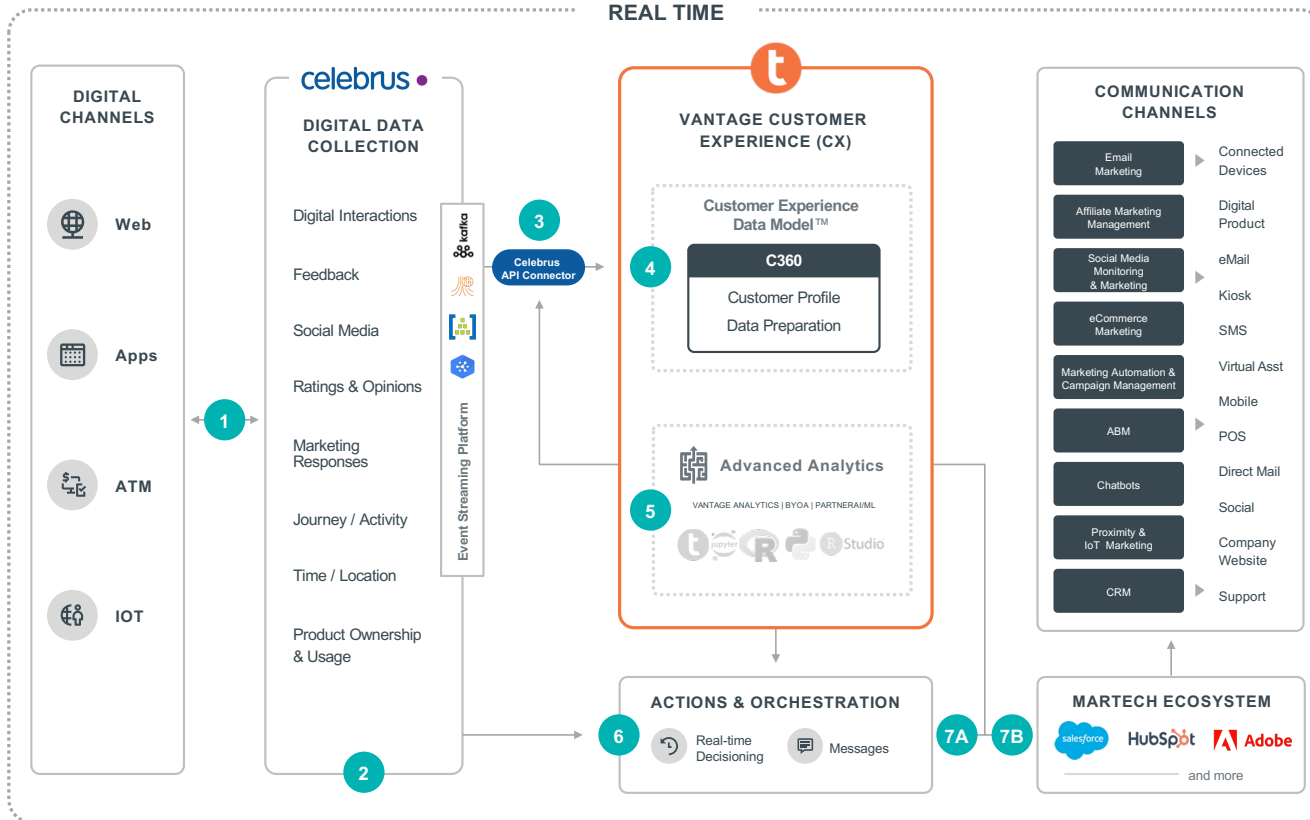 REAL TIME
DIGITAL
CHANNELS
Web
Apps
ATM
IOT
1
celebrus
DIGITAL DATA
COLLECTION
Digital Interactions
Feedback
Social Media
Ratings & Opinions
Marketing
Responses
Journey / Activity
Time / Location
Product Ownership
& Usage
2
kafka
Event Streaming Platform
3
Celebrus
API Connector
t
VANTAGE CUSTOMER
EXPERIENCE (CX)
4
Customer Experience
Data Model™
C360
Customer Profile
Data Preparation
5
Advanced Analytics
VANTAGE ANALYTICS | BYOA | PARTNERAI/ML
t
jupyter
R
R Studio
6
ACTIONS & ORCHESTRATION
Real-time
Decisioning
Messages
7A
7B
COMMUNICATION
CHANNELS
Email
Marketing
Affiliate Marketing
Management
Social Media
Monitoring
& Marketing
eCommerce
Marketing
Marketing Automation &
Campaign Management
ABM
Chatbots
Proximity &
IoT Marketing
CRM
Connected
Devices
Digital
Product
eMail
Kiosk
SMS
Virtual Asst
Mobile
POS
Direct Mail
Social
Company
Website
Support
MARTECH ECOSYSTEM
salesforce
HubSpot
Adobe
and more